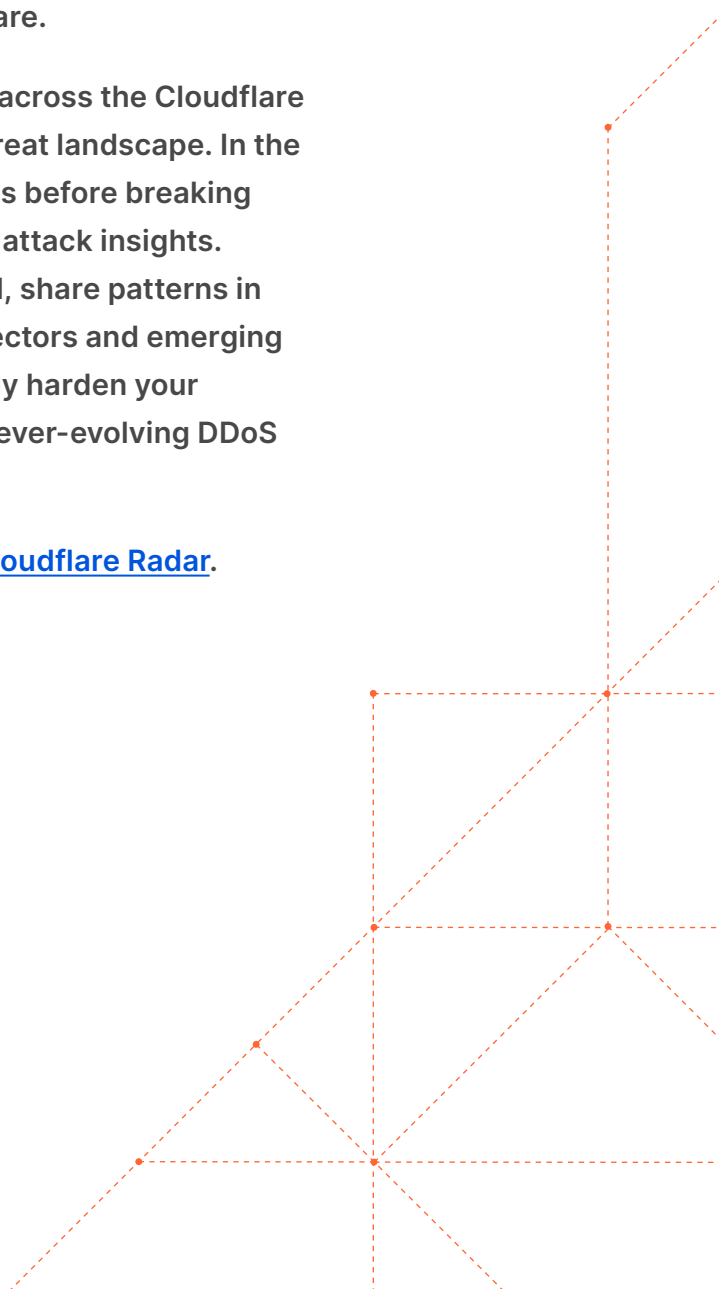 are.
across the Cloudflare
reat landscape. In the
s before breaking
attack insights.
, share patterns in
ectors and emerging
y harden your
ever-evolving DDoS
oudflare Radar.